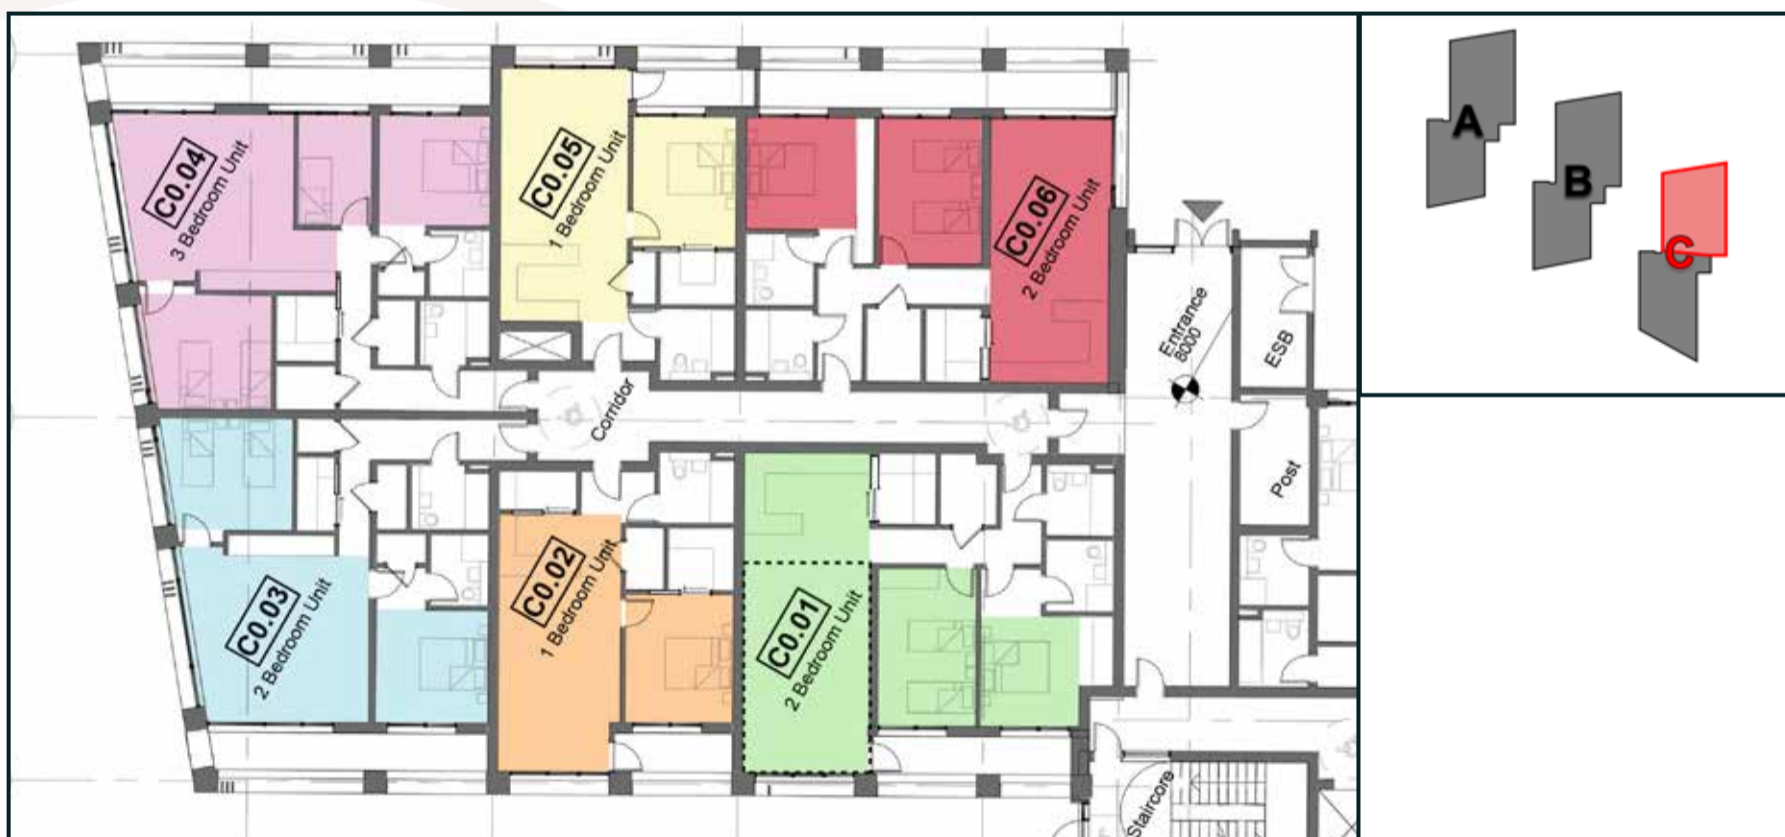 C0.04
3 Bedroom Unit
C0.05
1 Bedroom Unit
C0.06
2 Bedroom Unit
Entrance
8000
ESB
Corridor
Post
C0.03
2 Bedroom Unit
C0.02
1 Bedroom Unit
C0.01
2 Bedroom Unit
Staircore
A
B
C